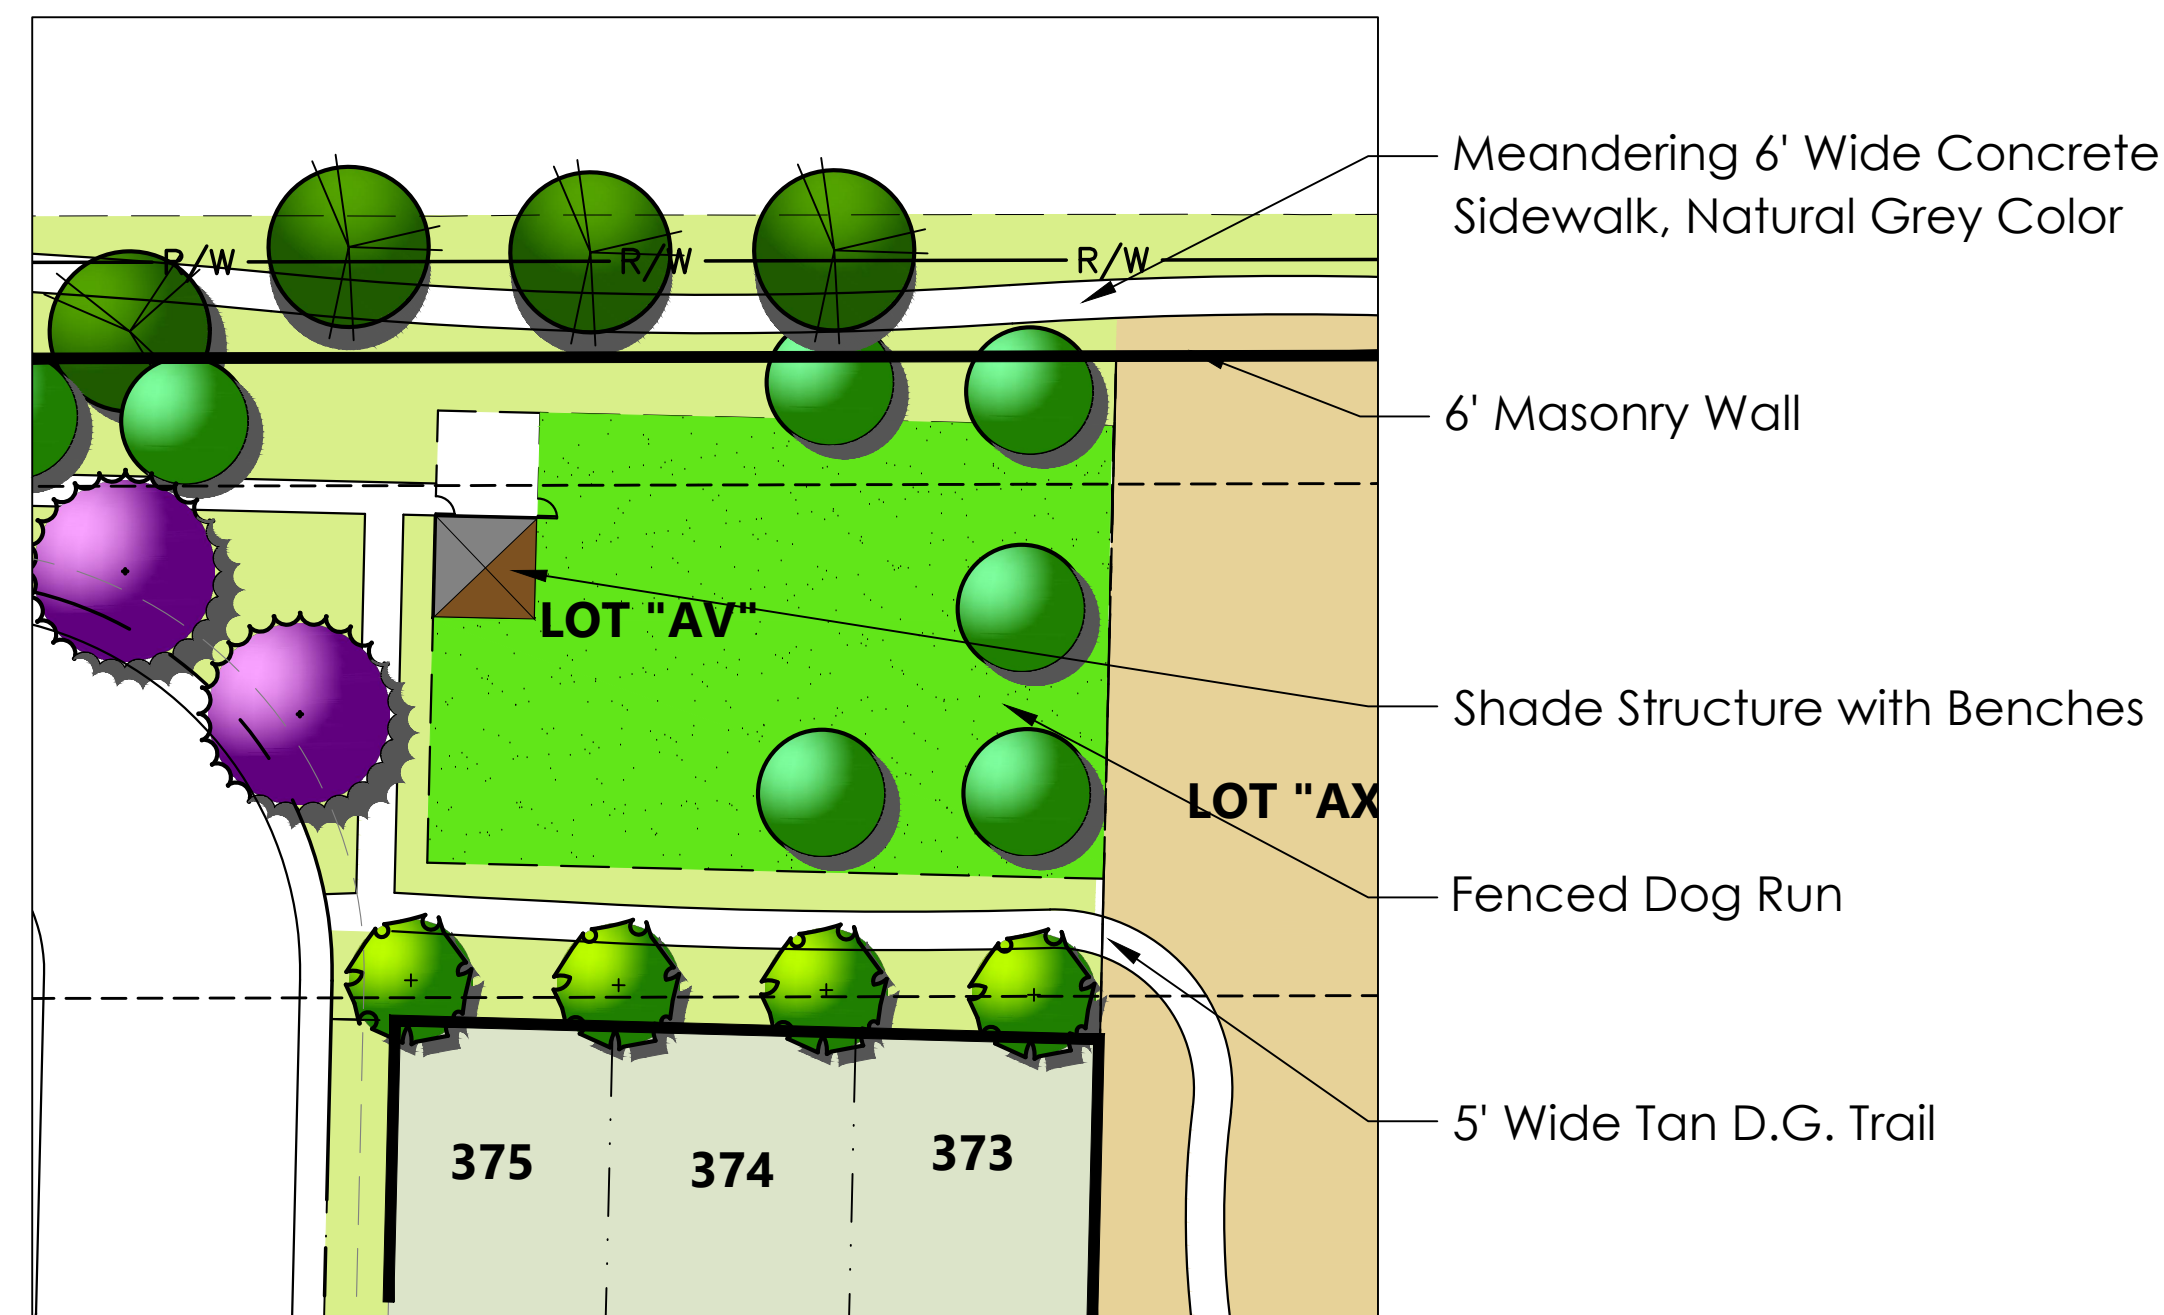 Meandering 6' Wide Concrete
Sidewalk, Natural Grey Color
R/W R/W R/W
6' Masonry Wall
LOT "AV"
Shade Structure with Benches
LOT "AX
Fenced Dog Run
5' Wide Tan D.G. Trail
375 374 373